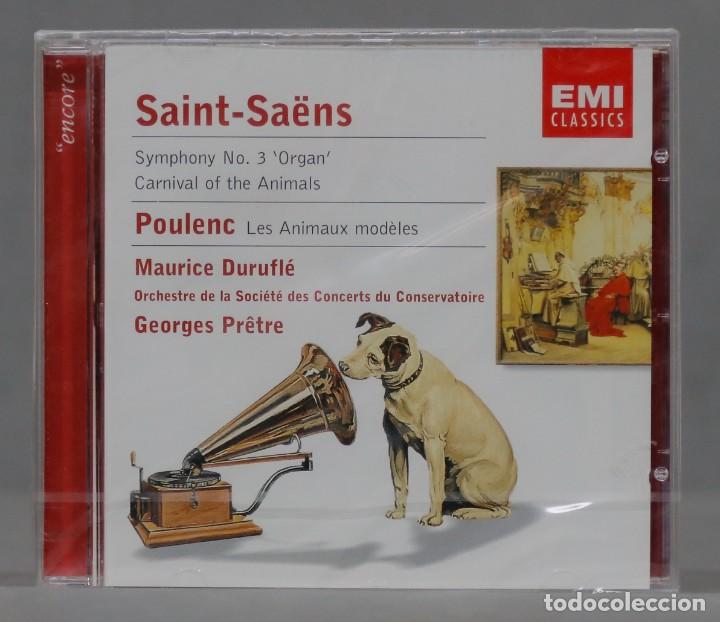 "encore"
Saint-Saëns
Symphony No. 3 'Organ'
Carnival of the Animals
Poulenc Les Animaux modèles
Maurice Duruflé
Orchestre de la Société des Concerts du Conservatoire
Georges Prêtre
EMI
CLASSICS
todocoleccion.net